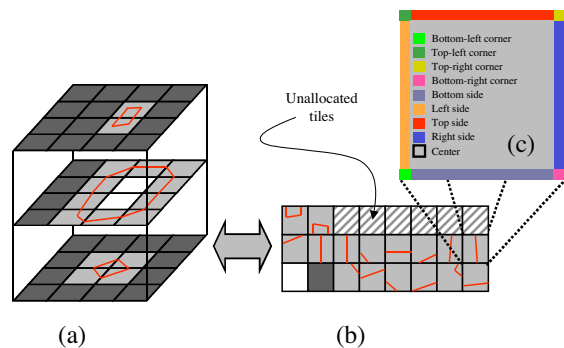 Bottom-left corner
Top-left corner
Top-right corner
Bottom-right corner
Bottom side
Left side
Top side
Right side
Center
(c)
Unallocated
tiles
(a)
(b)